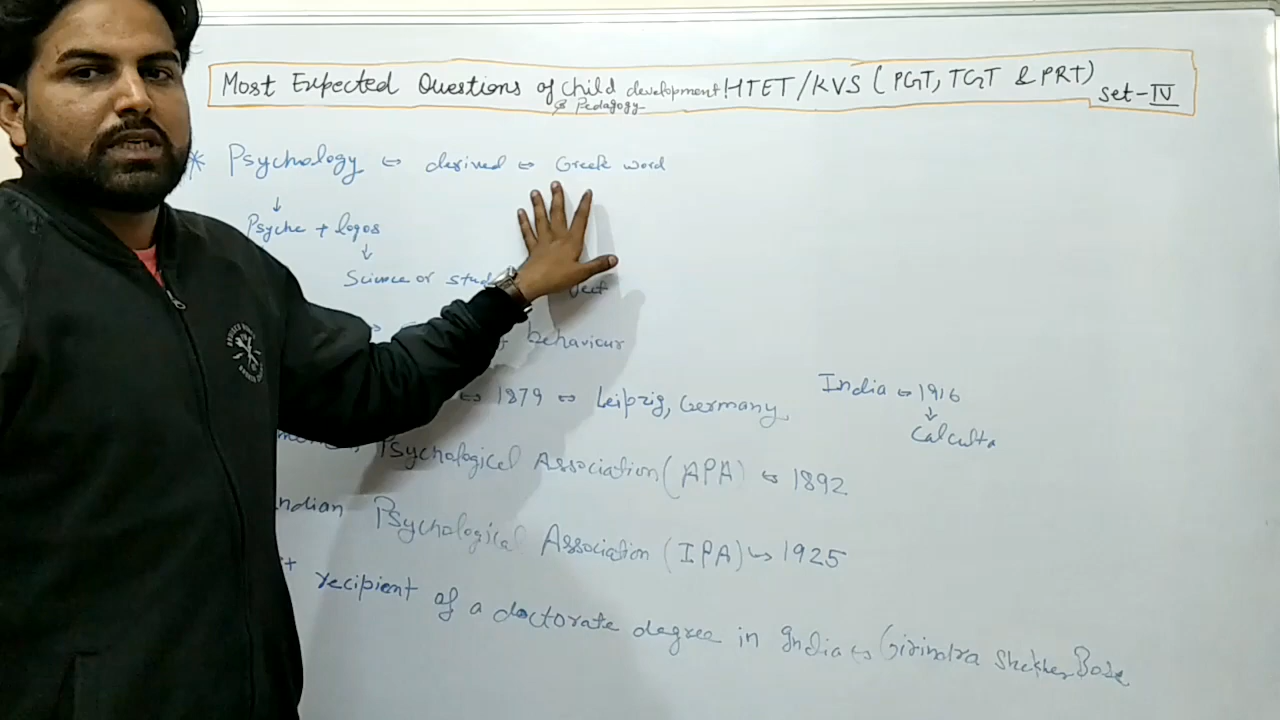 Most Expected Questions of Child development HTET/KVS (PGT, TGT & PRT) set-IV
& Pedagogy
* Psychology ↔ derived ↔ Greek word
↓
Psyche + logos
↓
Science or
behaviour
↔ 1879 ↔ Leipzig, Germany,
India ↔ 1916
↓
Calcutta
Psychological Association (APA) ↪ 1892
Indian Psychological Association (IPA) ↪ 1925
recipient of a doctorate degree in India ↔ Girindra Shekher Bose